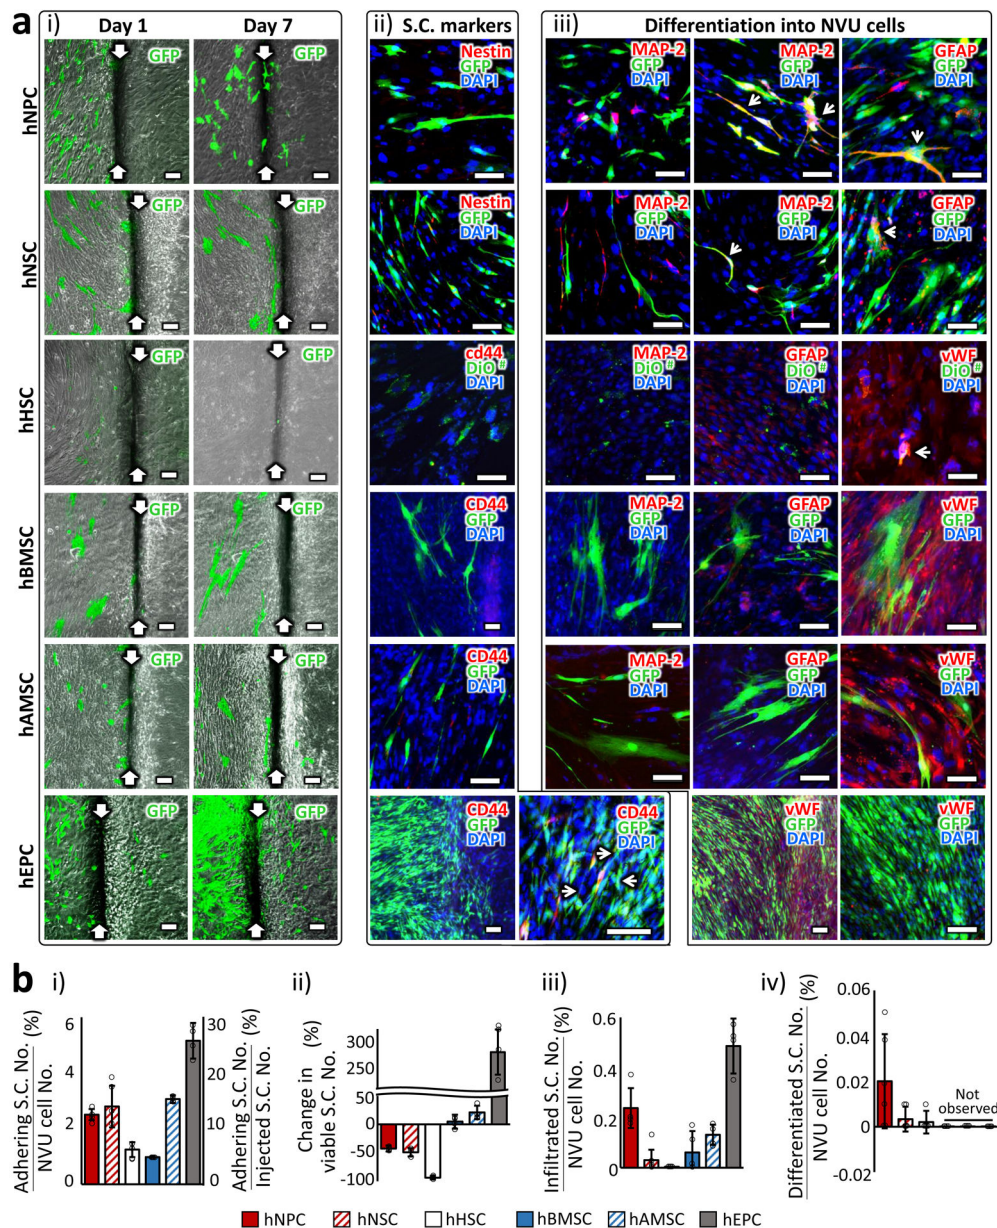 a
i)
Day 1
Day 7
ii)
S.C. markers
iii)
Differentiation into NVU cells
hNPC
GFP
GFP
Nestin
GFP
DAPI
MAP-2
GFP
DAPI
MAP-2
GFP
DAPI
GFAP
GFP
DAPI
hNSC
GFP
GFP
Nestin
GFP
DAPI
MAP-2
GFP
DAPI
MAP-2
GFP
DAPI
GFAP
GFP
DAPI
hHSC
GFP
GFP
cd44
DiO#
DAPI
MAP-2
DiO#
DAPI
GFAP
DiO#
DAPI
vWF
DiO#
DAPI
hBMSC
GFP
GFP
CD44
GFP
DAPI
MAP-2
GFP
DAPI
GFAP
GFP
DAPI
vWF
GFP
DAPI
hAMSC
GFP
GFP
CD44
GFP
DAPI
MAP-2
GFP
DAPI
GFAP
GFP
DAPI
vWF
GFP
DAPI
hEPC
GFP
GFP
CD44
GFP
DAPI
CD44
GFP
DAPI
vWF
GFP
DAPI
vWF
GFP
DAPI
b
i)
Adhering S.C. No.
NVU cell No.
(%)
6
4
2
0
30
20
10
0
(%)
Adhering S.C. No.
Injected S.C. No.
ii)
Change in
viable S.C. No.
(%)
350
250
50
0
-50
-100
iii)
Infiltrated S.C. No.
NVU cell No.
(%)
0.6
0.4
0.2
0
iv)
Differentiated S.C. No.
NVU cell No.
(%)
0.06
0.04
0.02
0
-0.02
Not
observed
hNPC
hNSC
hHSC
hBMSC
hAMSC
hEPC